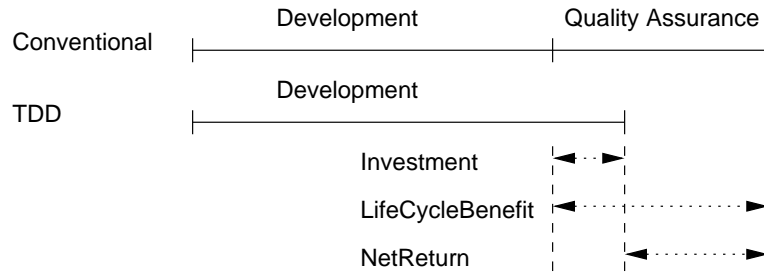 Development Quality Assurance
Conventional
Development
TDD
Investment
LifeCycleBenefit
NetReturn